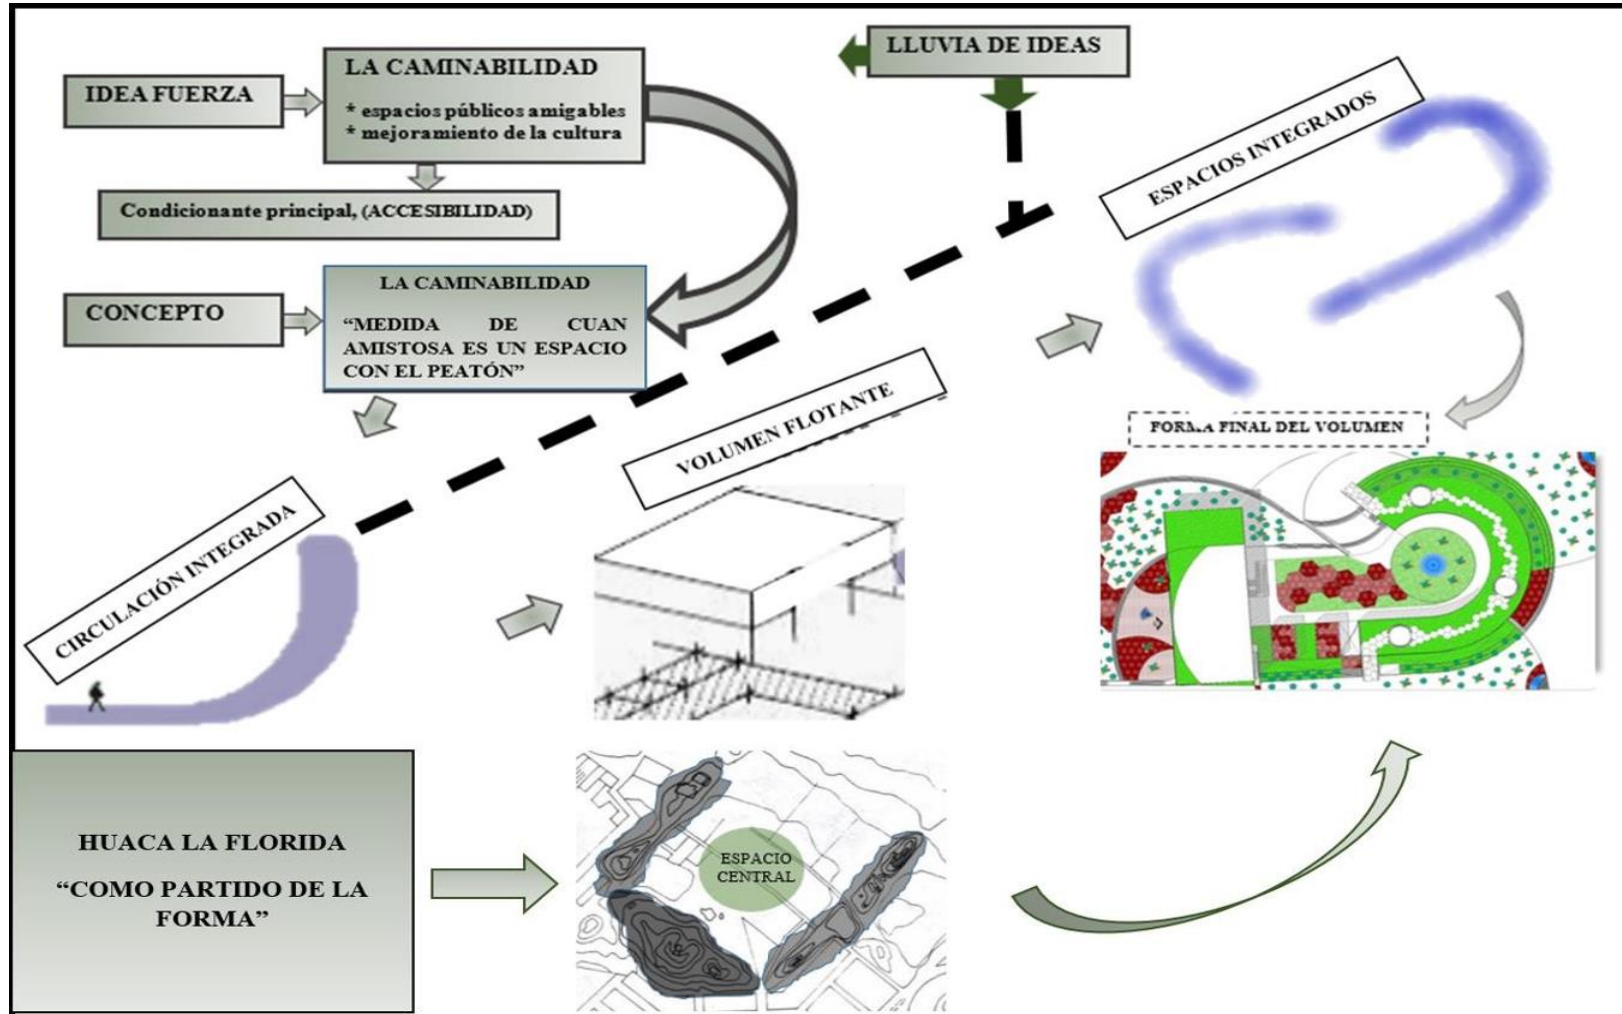 LLUVIA DE IDEAS
IDEA FUERZA
LA CAMINABILIDAD
* espacios públicos amigables
* mejoramiento de la cultura
Condicionante principal, (ACCESIBILIDAD)
CONCEPTO
LA CAMINABILIDAD
“MEDIDA DE CUAN
AMISTOSA ES UN ESPACIO
CON EL PEATÓN”
CIRCULACIÓN INTEGRADA
VOLUMEN FLOTANTE
ESPACIOS INTEGRADOS
FORMA FINAL DEL VOLUMEN
HUACA LA FLORIDA
“COMO PARTIDO DE LA
FORMA”
ESPACIO
CENTRAL